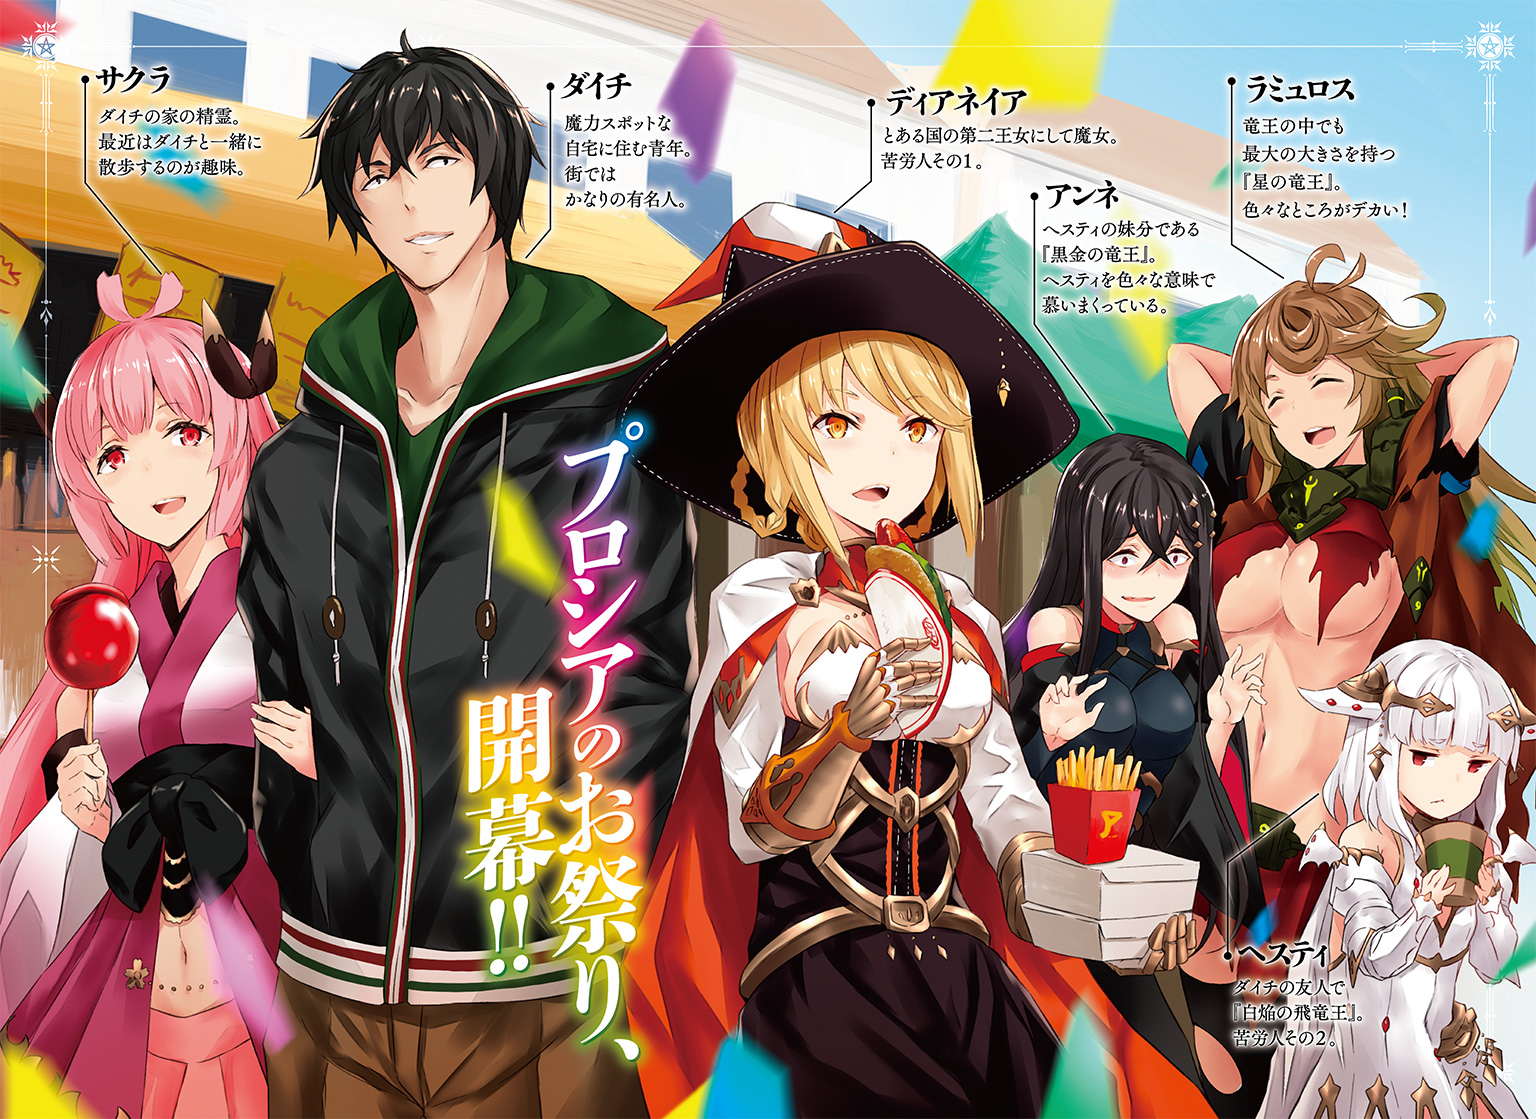 サクラ
ダイチの家の精霊。
最近はダイチと一緒に
散歩するのが趣味。
ダイチ
魔力スポットな
自宅に住む青年。
街では
かなりの有名人。
ディアネイア
とある国の第二王女にして魔女。
苦労人その1。
アンネ
ヘスティの妹分である
『黒金の竜王』。
ヘスティを色々な意味で
慕いまくっている。
ラミュロス
竜王の中でも
最大の大きさを持つ
『星の竜王』。
色々なところがデカい！
プロシアのお祭り、
開幕!!
ヘスティ
ダイチの友人で
『白焔の飛竜王』。
苦労人その2。